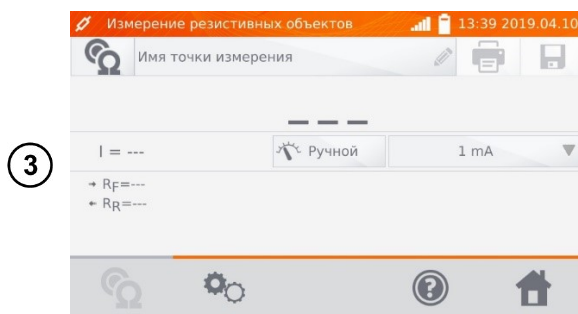 Измерение резистивных объектов 13:39 2019.04.10
Имя точки измерения
---
I = --- Ручной 1 mA
3
→ RF=---
← RR=---